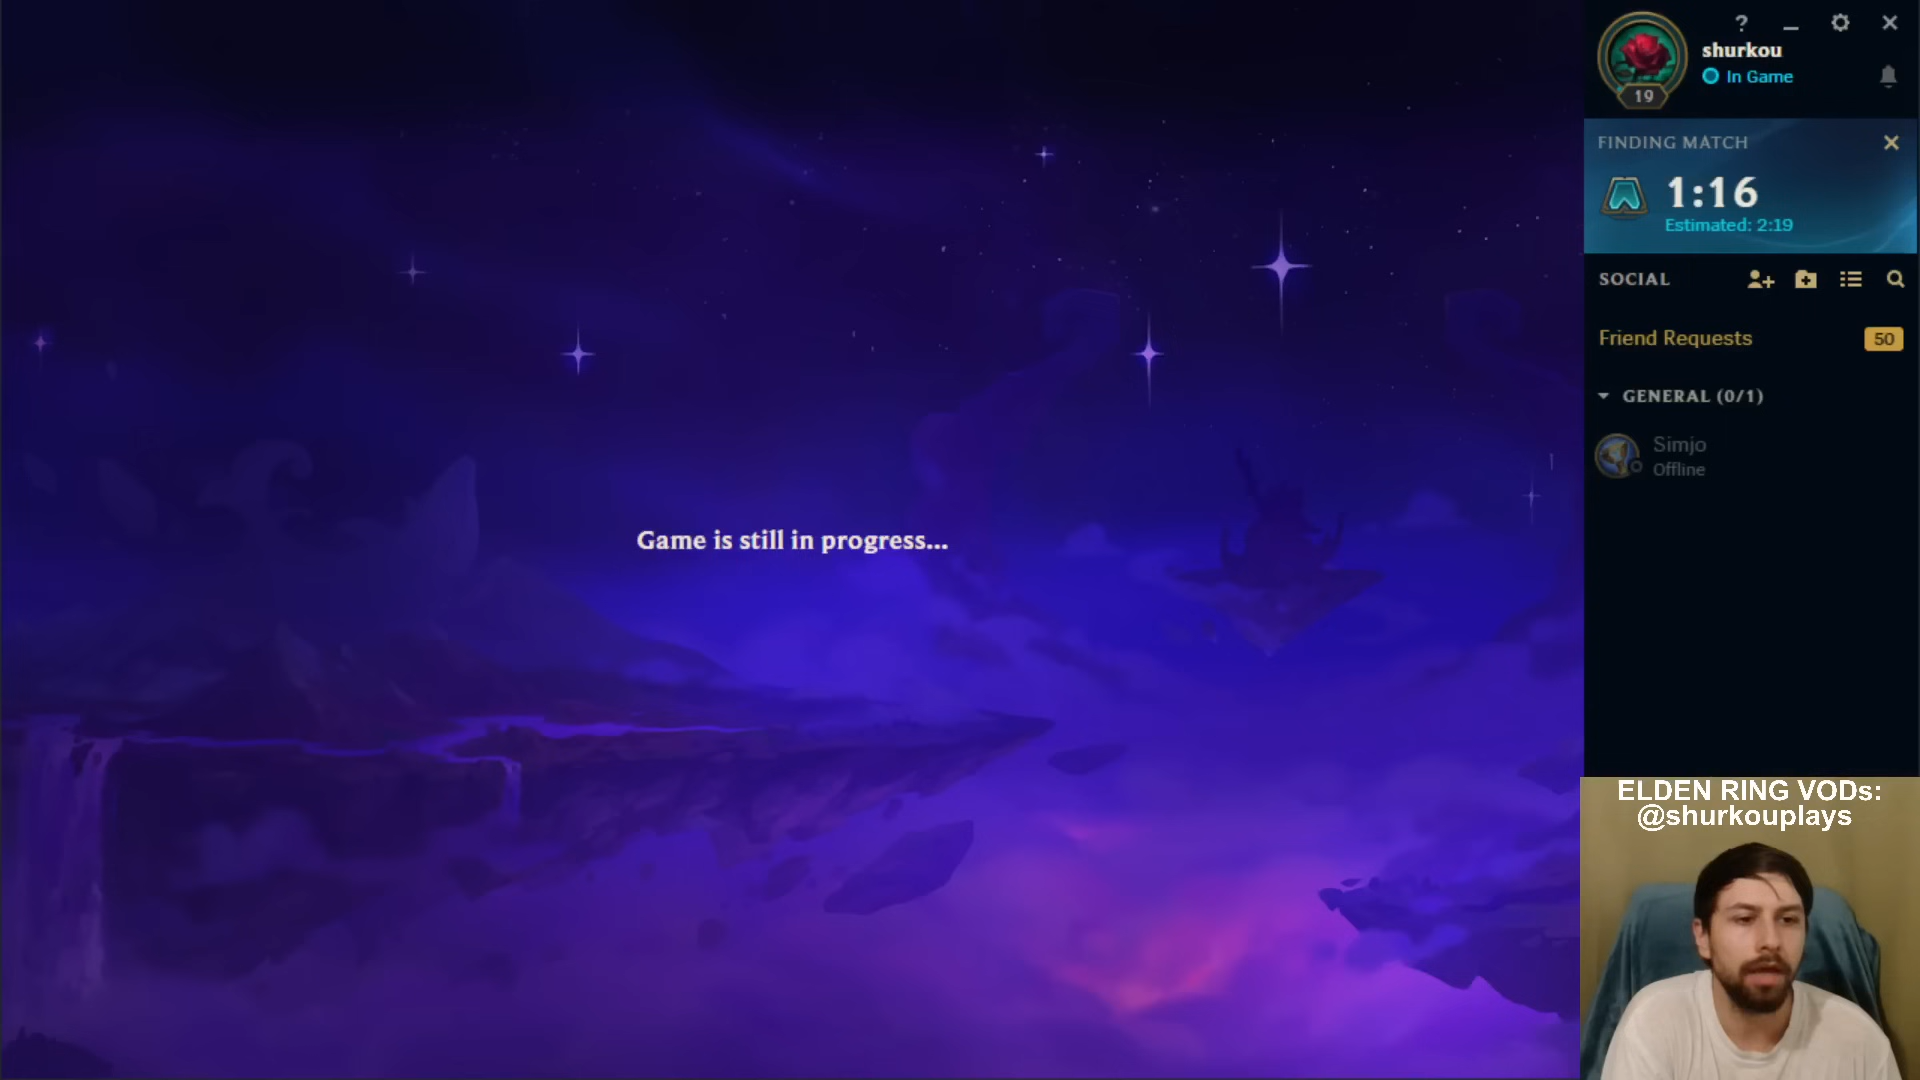 ?
shurkou
In Game
19
FINDING MATCH
1:16
Estimated: 2:19
SOCIAL
Friend Requests
50
GENERAL (0/1)
Simjo
Offline
Game is still in progress...
ELDEN RING VODs:
@shurkouplays